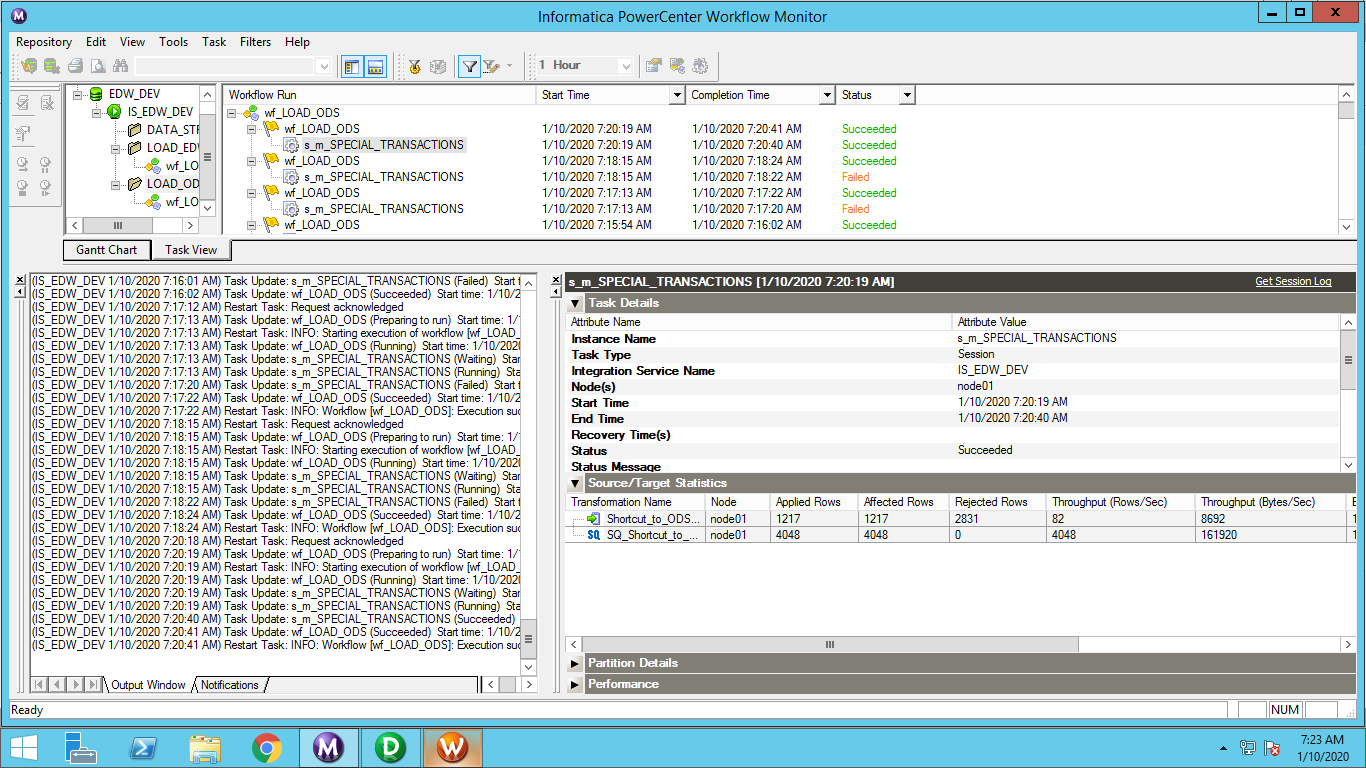 Informatica PowerCenter Workflow Monitor
Repository Edit View Tools Task Filters Help
1 Hour
EDW_DEV
IS_EDW_DEV
DATA_STF
LOAD_EDW
wf_LO
LOAD_OD
wf_LO
Workflow Run Start Time Completion Time Status
wf_LOAD_ODS
wf_LOAD_ODS 1/10/2020 7:20:19 AM 1/10/2020 7:20:41 AM Succeeded
s_m_SPECIAL_TRANSACTIONS 1/10/2020 7:20:19 AM 1/10/2020 7:20:40 AM Succeeded
wf_LOAD_ODS 1/10/2020 7:18:15 AM 1/10/2020 7:18:24 AM Succeeded
s_m_SPECIAL_TRANSACTIONS 1/10/2020 7:18:15 AM 1/10/2020 7:18:22 AM Failed
wf_LOAD_ODS 1/10/2020 7:17:13 AM 1/10/2020 7:17:22 AM Succeeded
s_m_SPECIAL_TRANSACTIONS 1/10/2020 7:17:13 AM 1/10/2020 7:17:20 AM Failed
wf_LOAD_ODS 1/10/2020 7:15:54 AM 1/10/2020 7:16:02 AM Succeeded
Gantt Chart Task View
(IS_EDW_DEV 1/10/2020 7:16:01 AM) Task Update: s_m_SPECIAL_TRANSACTIONS (Failed) Start t
(IS_EDW_DEV 1/10/2020 7:16:02 AM) Task Update: wf_LOAD_ODS (Succeeded) Start time: 1/10/2
(IS_EDW_DEV 1/10/2020 7:17:12 AM) Restart Task: Request acknowledged
(IS_EDW_DEV 1/10/2020 7:17:13 AM) Task Update: wf_LOAD_ODS (Preparing to run) Start time: 1/
(IS_EDW_DEV 1/10/2020 7:17:13 AM) Restart Task: INFO: Starting execution of workflow [wf_LOAD_
(IS_EDW_DEV 1/10/2020 7:17:13 AM) Task Update: wf_LOAD_ODS (Running) Start time: 1/10/2020
(IS_EDW_DEV 1/10/2020 7:17:13 AM) Task Update: s_m_SPECIAL_TRANSACTIONS (Waiting) Star
(IS_EDW_DEV 1/10/2020 7:17:13 AM) Task Update: s_m_SPECIAL_TRANSACTIONS (Running) Sta
(IS_EDW_DEV 1/10/2020 7:17:20 AM) Task Update: s_m_SPECIAL_TRANSACTIONS (Failed) Start t
(IS_EDW_DEV 1/10/2020 7:17:22 AM) Task Update: wf_LOAD_ODS (Succeeded) Start time: 1/10/2
(IS_EDW_DEV 1/10/2020 7:17:22 AM) Restart Task: INFO: Workflow [wf_LOAD_ODS]: Execution suc
(IS_EDW_DEV 1/10/2020 7:18:15 AM) Restart Task: Request acknowledged
(IS_EDW_DEV 1/10/2020 7:18:15 AM) Task Update: wf_LOAD_ODS (Preparing to run) Start time: 1/
(IS_EDW_DEV 1/10/2020 7:18:15 AM) Restart Task: INFO: Starting execution of workflow [wf_LOAD_
(IS_EDW_DEV 1/10/2020 7:18:15 AM) Task Update: wf_LOAD_ODS (Running) Start time: 1/10/2020
(IS_EDW_DEV 1/10/2020 7:18:15 AM) Task Update: s_m_SPECIAL_TRANSACTIONS (Waiting) Star
(IS_EDW_DEV 1/10/2020 7:18:15 AM) Task Update: s_m_SPECIAL_TRANSACTIONS (Running) Sta
(IS_EDW_DEV 1/10/2020 7:18:22 AM) Task Update: s_m_SPECIAL_TRANSACTIONS (Failed) Start t
(IS_EDW_DEV 1/10/2020 7:18:24 AM) Task Update: wf_LOAD_ODS (Succeeded) Start time: 1/10/2
(IS_EDW_DEV 1/10/2020 7:18:24 AM) Restart Task: INFO: Workflow [wf_LOAD_ODS]: Execution suc
(IS_EDW_DEV 1/10/2020 7:20:18 AM) Restart Task: Request acknowledged
(IS_EDW_DEV 1/10/2020 7:20:19 AM) Task Update: wf_LOAD_ODS (Preparing to run) Start time: 1/
(IS_EDW_DEV 1/10/2020 7:20:19 AM) Restart Task: INFO: Starting execution of workflow [wf_LOAD_
(IS_EDW_DEV 1/10/2020 7:20:19 AM) Task Update: wf_LOAD_ODS (Running) Start time: 1/10/2020
(IS_EDW_DEV 1/10/2020 7:20:19 AM) Task Update: s_m_SPECIAL_TRANSACTIONS (Waiting) Star
(IS_EDW_DEV 1/10/2020 7:20:19 AM) Task Update: s_m_SPECIAL_TRANSACTIONS (Running) Sta
(IS_EDW_DEV 1/10/2020 7:20:40 AM) Task Update: s_m_SPECIAL_TRANSACTIONS (Succeeded)
(IS_EDW_DEV 1/10/2020 7:20:41 AM) Task Update: wf_LOAD_ODS (Succeeded) Start time: 1/10/2
(IS_EDW_DEV 1/10/2020 7:20:41 AM) Restart Task: INFO: Workflow [wf_LOAD_ODS]: Execution suc
Output Window Notifications
s_m_SPECIAL_TRANSACTIONS [1/10/2020 7:20:19 AM] Get Session Log
Task Details
Attribute Name Attribute Value
Instance Name s_m_SPECIAL_TRANSACTIONS
Task Type Session
Integration Service Name IS_EDW_DEV
Node(s) node01
Start Time 1/10/2020 7:20:19 AM
End Time 1/10/2020 7:20:40 AM
Recovery Time(s)
Status Succeeded
Status Message
Source/Target Statistics
Transformation Name Node Applied Rows Affected Rows Rejected Rows Throughput (Rows/Sec) Throughput (Bytes/Sec)
Shortcut_to_ODS... node01 1217 1217 2831 82 8692
SQ SQ_Shortcut_to_... node01 4048 4048 0 4048 161920
Partition Details
Performance
Ready NUM
M D W
7:23 AM
1/10/2020